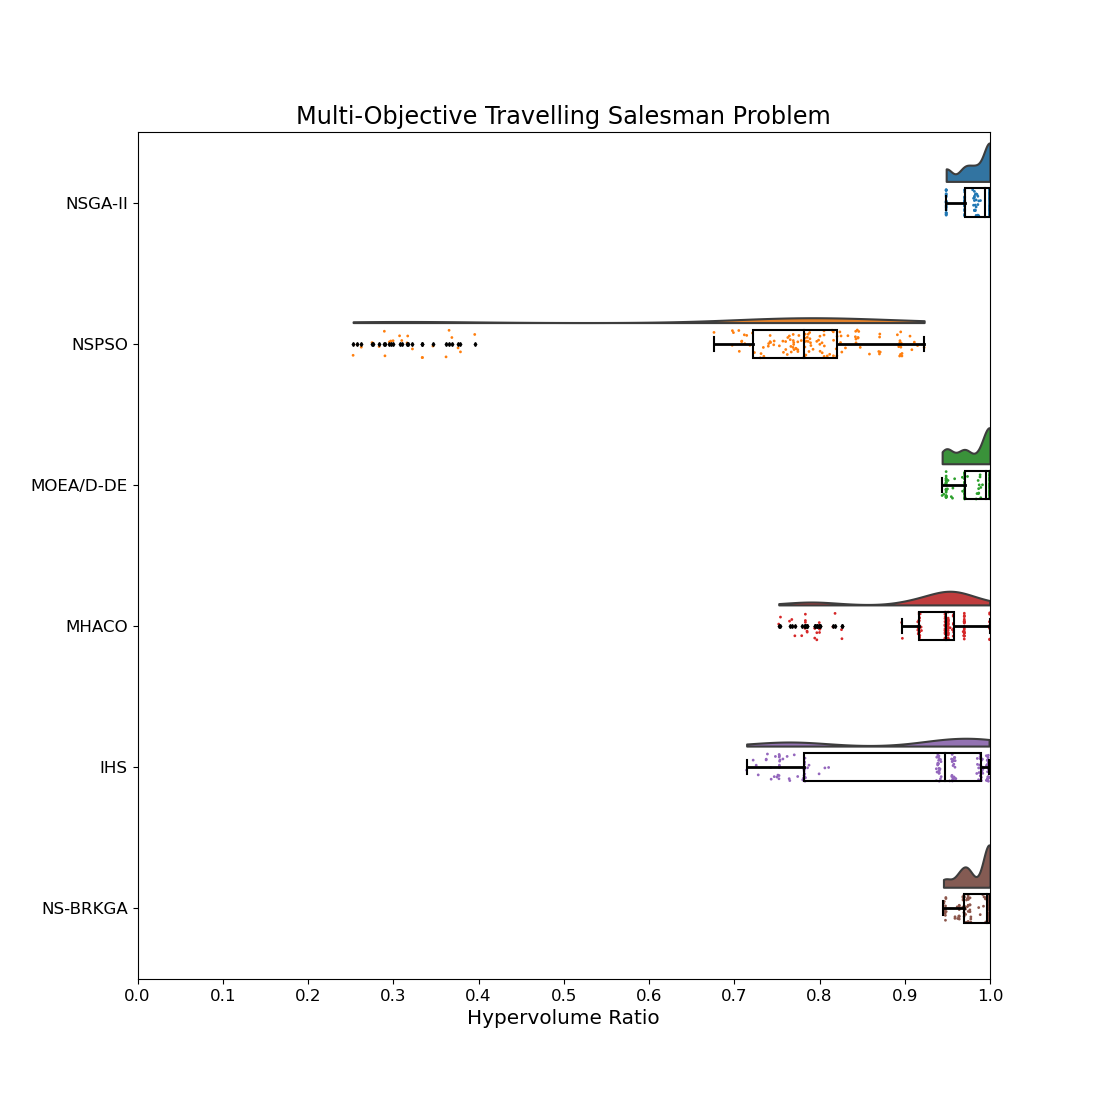 Multi-Objective Travelling Salesman Problem
NSGA-II
NSPSO
MOEA/D-DE
MHACO
IHS
NS-BRKGA
0.0 0.1 0.2 0.3 0.4 0.5 0.6 0.7 0.8 0.9 1.0
Hypervolume Ratio